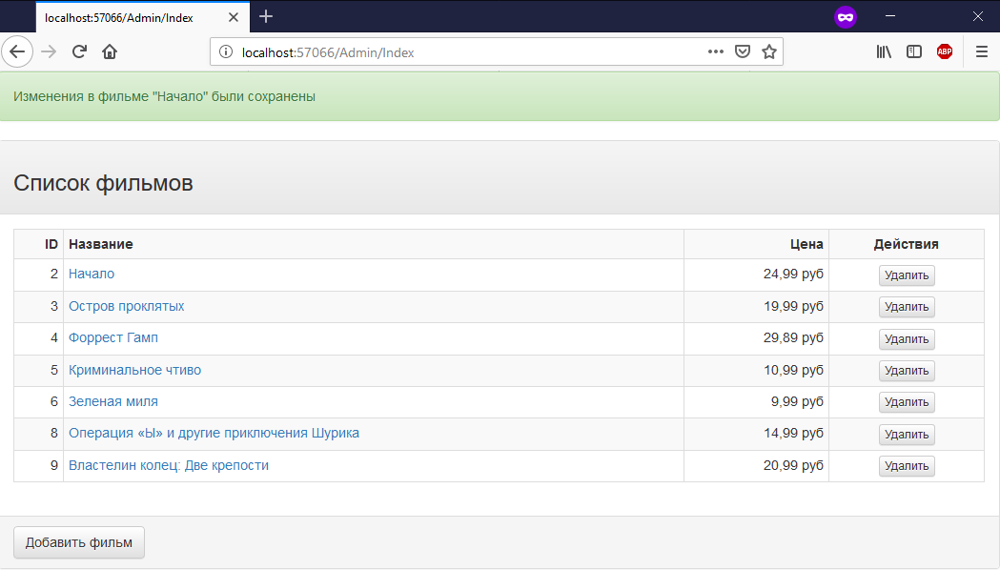 localhost:57066/Admin/Index
localhost:57066/Admin/Index
ABP
Изменения в фильме "Начало" были сохранены
Список фильмов
ID Название Цена Действия
2 Начало 24,99 руб Удалить
3 Остров проклятых 19,99 руб Удалить
4 Форрест Гамп 29,89 руб Удалить
5 Криминальное чтиво 10,99 руб Удалить
6 Зеленая миля 9,99 руб Удалить
8 Операция «Ы» и другие приключения Шурика 14,99 руб Удалить
9 Властелин колец: Две крепости 20,99 руб Удалить
Добавить фильм